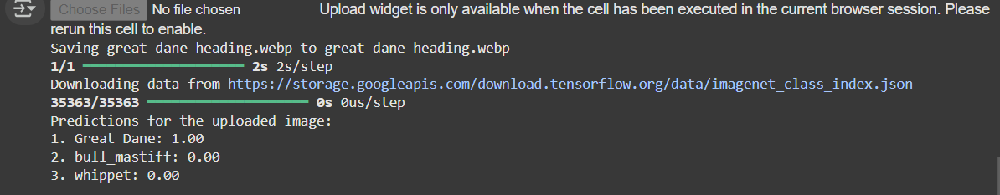 Choose Files No file chosen Upload widget is only available when the cell has been executed in the current browser session. Please
rerun this cell to enable.
Saving great-dane-heading.webp to great-dane-heading.webp
1/1 2s 2s/step
Downloading data from https://storage.googleapis.com/download.tensorflow.org/data/imagenet_class_index.json
35363/35363 0s 0us/step
Predictions for the uploaded image:
1. Great_Dane: 1.00
2. bull_mastiff: 0.00
3. whippet: 0.00